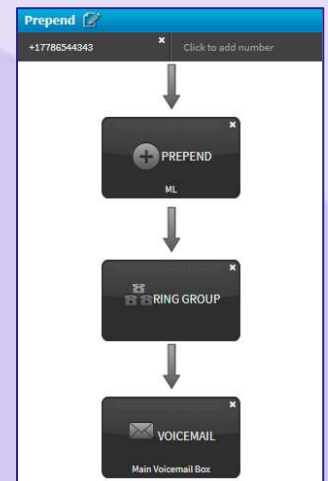 Prepend
+17786544343 Click to add number
PREPEND
ML
RING GROUP
VOICEMAIL
Main Voicemail Box